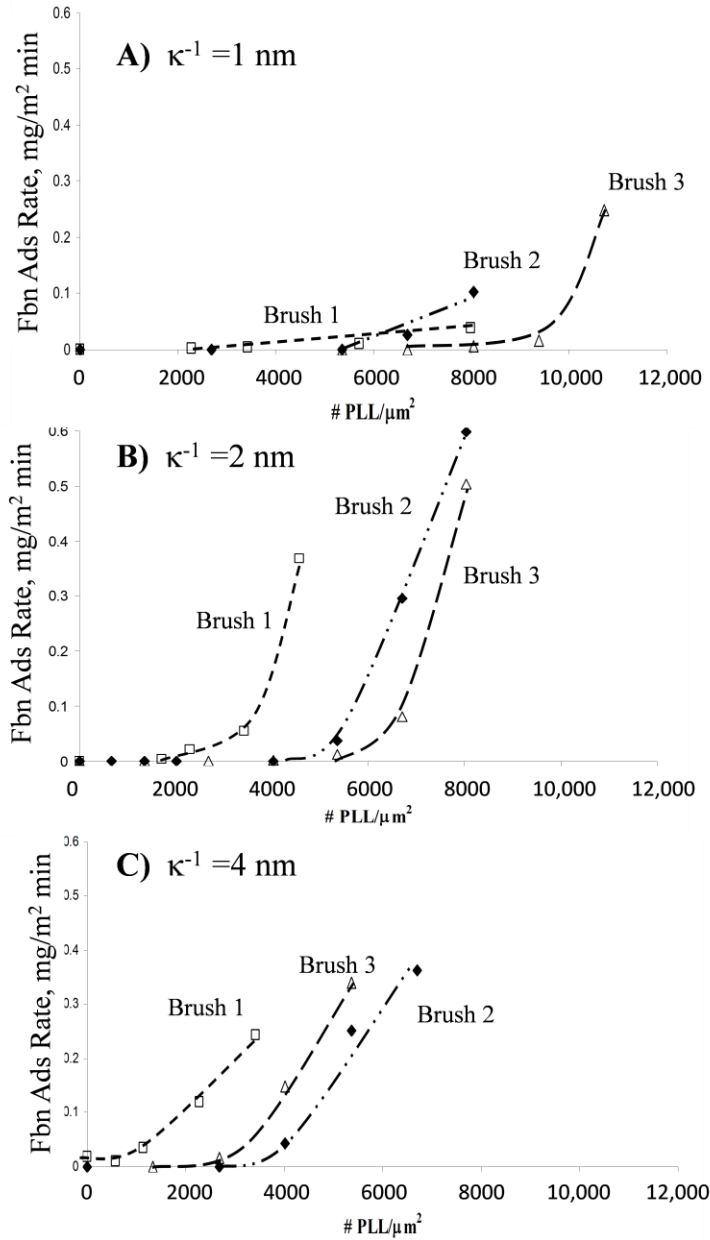 A) κ⁻¹ =1 nm
Fbn Ads Rate, mg/m² min
0.6
0.5
0.4
0.3
0.2
0.1
0
Brush 1
Brush 2
Brush 3
0 2000 4000 6000 8000 10,000 12,000
# PLL/μm²
B) κ⁻¹ =2 nm
Fbn Ads Rate, mg/m² min
0.6
0.5
0.4
0.3
0.2
0.1
0
Brush 1
Brush 2
Brush 3
0 2000 4000 6000 8000 10,000 12,000
# PLL/μm²
C) κ⁻¹ =4 nm
Fbn Ads Rate, mg/m² min
0.6
0.5
0.4
0.3
0.2
0.1
0
Brush 1
Brush 3
Brush 2
0 2000 4000 6000 8000 10,000 12,000
# PLL/μm²